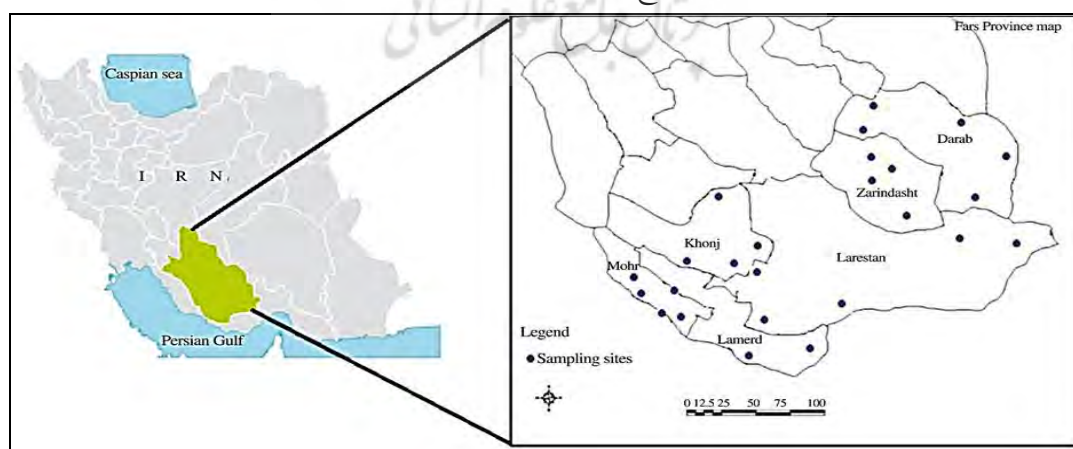 Caspian sea
I R N
Persian Gulf
Fars Province map
Darab
Zarindasht
Khonj
Larestan
Mohr
Lamerd
Legend
Sampling sites
0 12.5 25 50 75 100